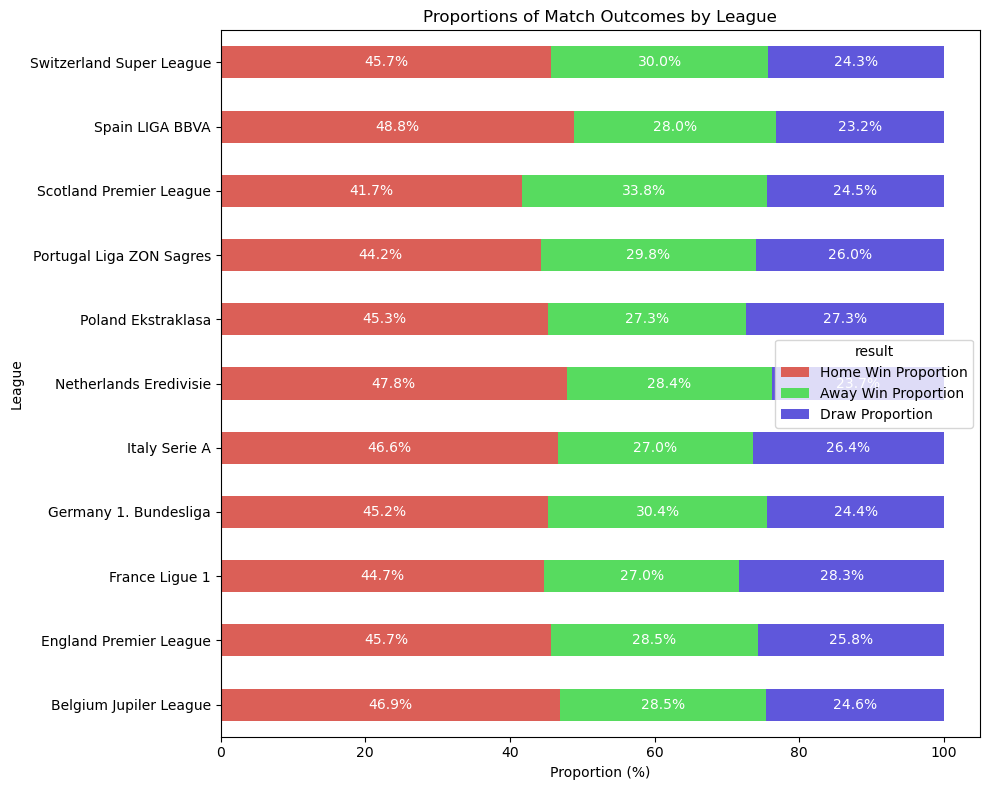 Proportions of Match Outcomes by League
Switzerland Super League 45.7% 30.0% 24.3%
Spain LIGA BBVA 48.8% 28.0% 23.2%
Scotland Premier League 41.7% 33.8% 24.5%
Portugal Liga ZON Sagres 44.2% 29.8% 26.0%
Poland Ekstraklasa 45.3% 27.3% 27.3%
Netherlands Eredivisie 47.8% 28.4% 23.7%
Italy Serie A 46.6% 27.0% 26.4%
Germany 1. Bundesliga 45.2% 30.4% 24.4%
France Ligue 1 44.7% 27.0% 28.3%
England Premier League 45.7% 28.5% 25.8%
Belgium Jupiler League 46.9% 28.5% 24.6%
League
result
Home Win Proportion
Away Win Proportion
Draw Proportion
0 20 40 60 80 100
Proportion (%)